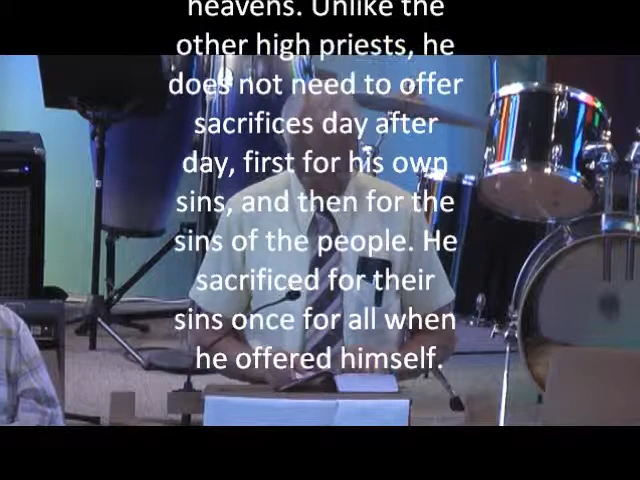 heavens. Unlike the
other high priests, he
does not need to offer
sacrifices day after
day, first for his own
sins, and then for the
sins of the people. He
sacrificed for their
sins once for all when
he offered himself.